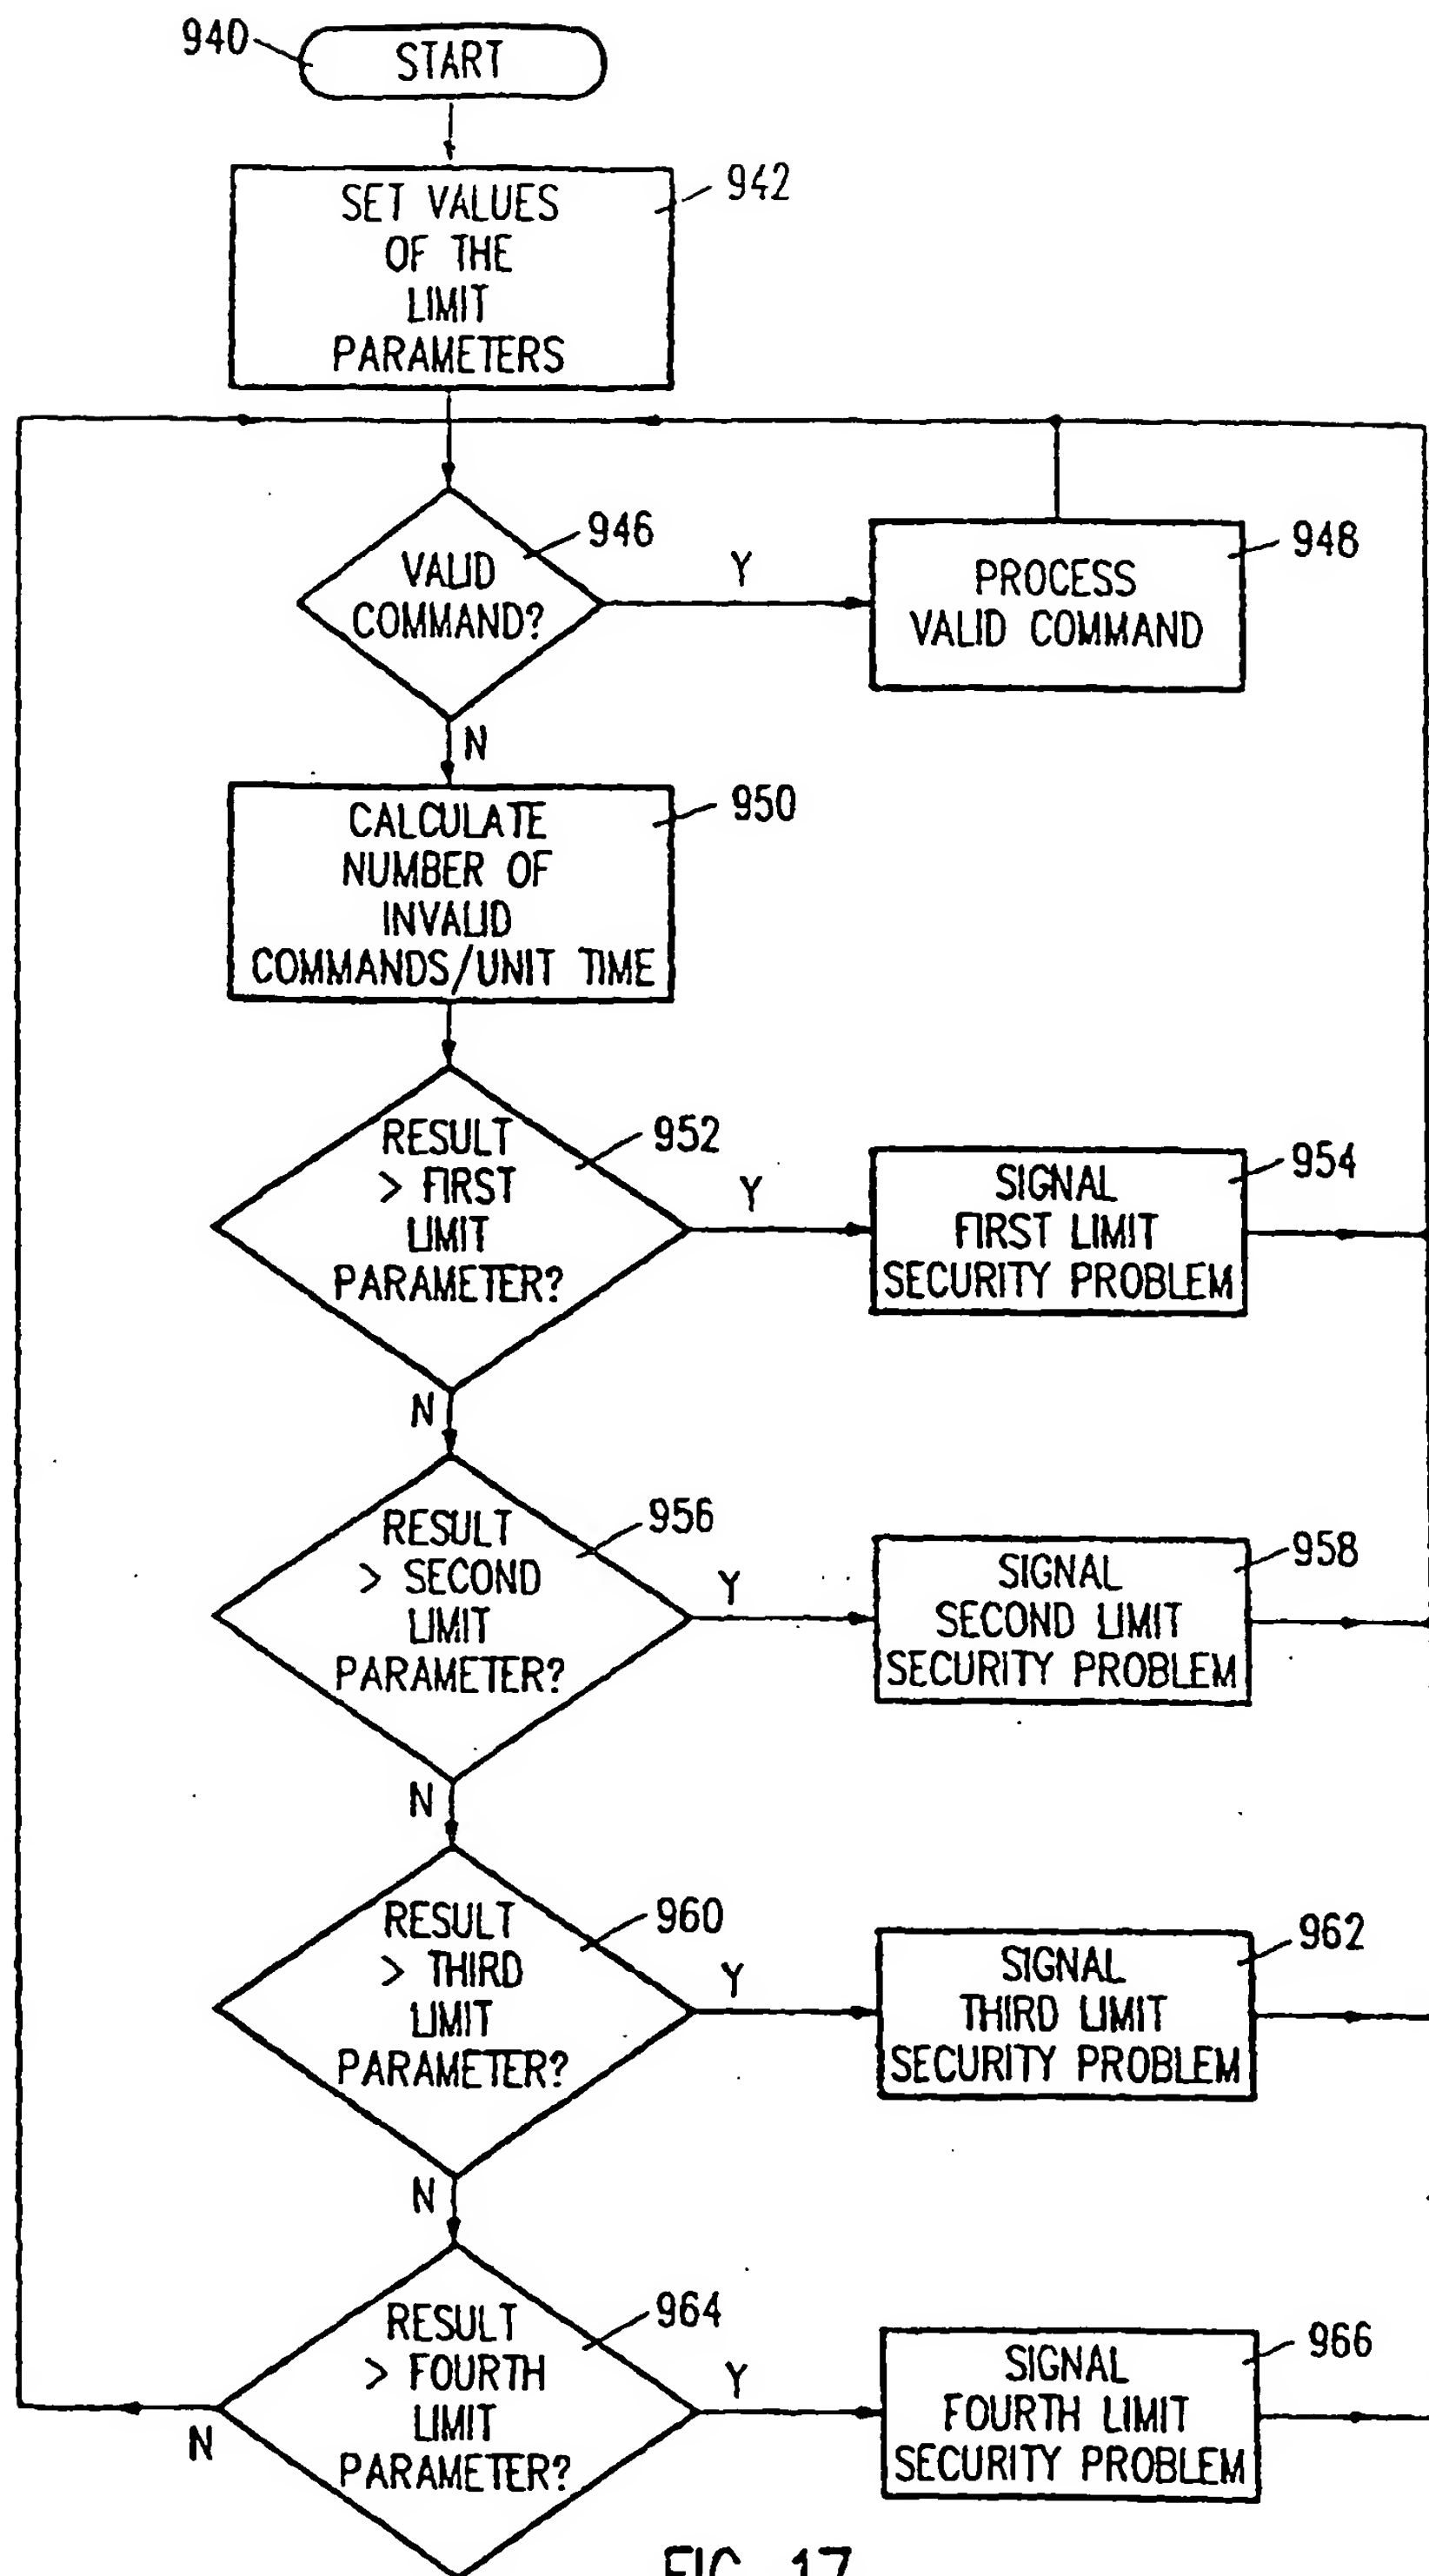 940
START
942
SET VALUES
OF THE
LIMIT
PARAMETERS
946
VALID
COMMAND?
Y
948
PROCESS
VALID COMMAND
N
950
CALCULATE
NUMBER OF
INVALID
COMMANDS/UNIT TIME
952
RESULT
> FIRST
LIMIT
PARAMETER?
Y
954
SIGNAL
FIRST LIMIT
SECURITY PROBLEM
N
956
RESULT
> SECOND
LIMIT
PARAMETER?
Y
958
SIGNAL
SECOND LIMIT
SECURITY PROBLEM
N
960
RESULT
> THIRD
LIMIT
PARAMETER?
Y
962
SIGNAL
THIRD LIMIT
SECURITY PROBLEM
N
964
RESULT
> FOURTH
LIMIT
PARAMETER?
Y
966
SIGNAL
FOURTH LIMIT
SECURITY PROBLEM
N
FIG. 17